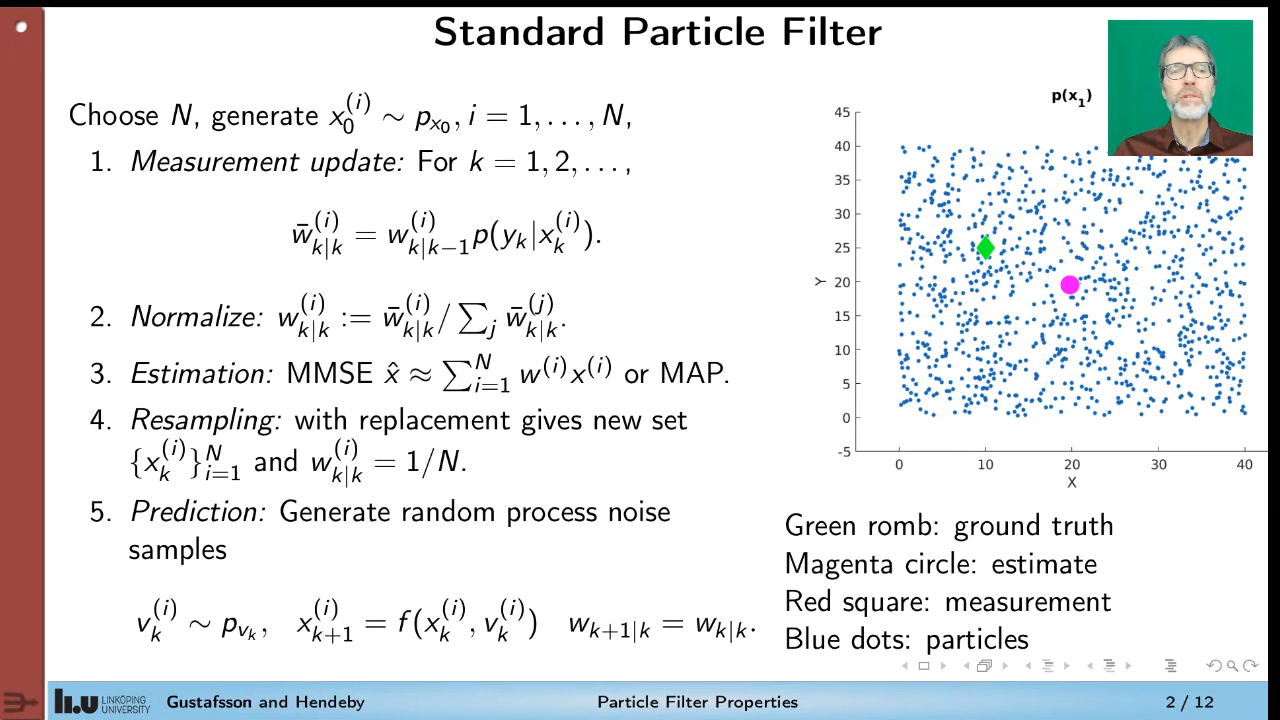 Standard Particle Filter
Choose N, generate x_0^{(i)} ∼ p_{x_0}, i = 1, . . . , N,
1. Measurement update: For k = 1, 2, . . . ,
w̄_{k|k}^{(i)} = w_{k|k−1}^{(i)} p(y_k|x_k^{(i)}).
2. Normalize: w_{k|k}^{(i)} := w̄_{k|k}^{(i)} / ∑_j w̄_{k|k}^{(j)}.
3. Estimation: MMSE x̂ ≈ ∑_{i=1}^N w^{(i)} x^{(i)} or MAP.
4. Resampling: with replacement gives new set
{x_k^{(i)}}_{i=1}^N and w_{k|k}^{(i)} = 1/N.
5. Prediction: Generate random process noise
samples
v_k^{(i)} ∼ p_{v_k}, x_{k+1}^{(i)} = f(x_k^{(i)}, v_k^{(i)}) w_{k+1|k} = w_{k|k}.
p(x_1)
45
40
35
30
25
20
15
10
5
0
-5
Y
0 10 20 30 40
X
Green romb: ground truth
Magenta circle: estimate
Red square: measurement
Blue dots: particles
LI.U LINKÖPING
UNIVERSITY
Gustafsson and Hendeby
Particle Filter Properties
2 / 12